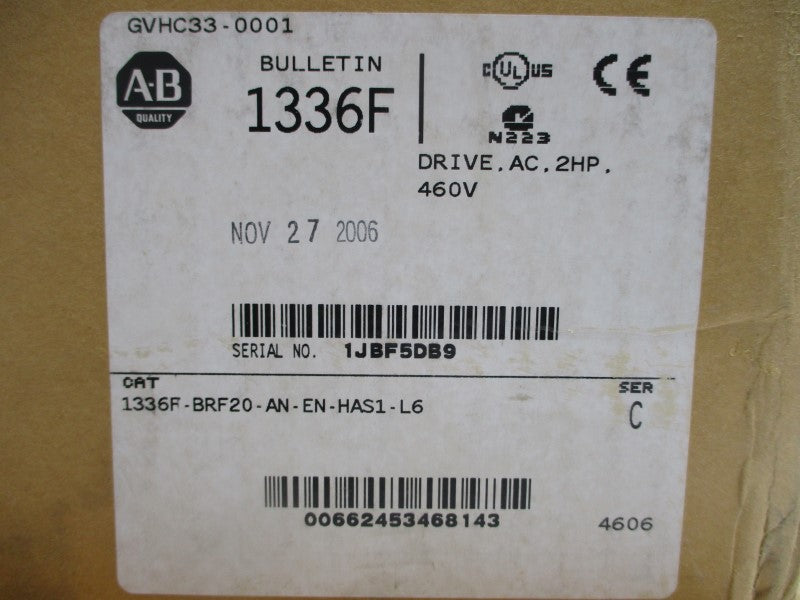 GVHC33-0001
A-B
QUALITY
BULLETIN
1336F
C UL US
CE
N223
DRIVE,AC,2HP,
460V
NOV 27 2006
SERIAL NO. 1JBF5DB9
CAT
1336F-BRF20-AN-EN-HAS1-L6
SER
C
00662453468143
4606